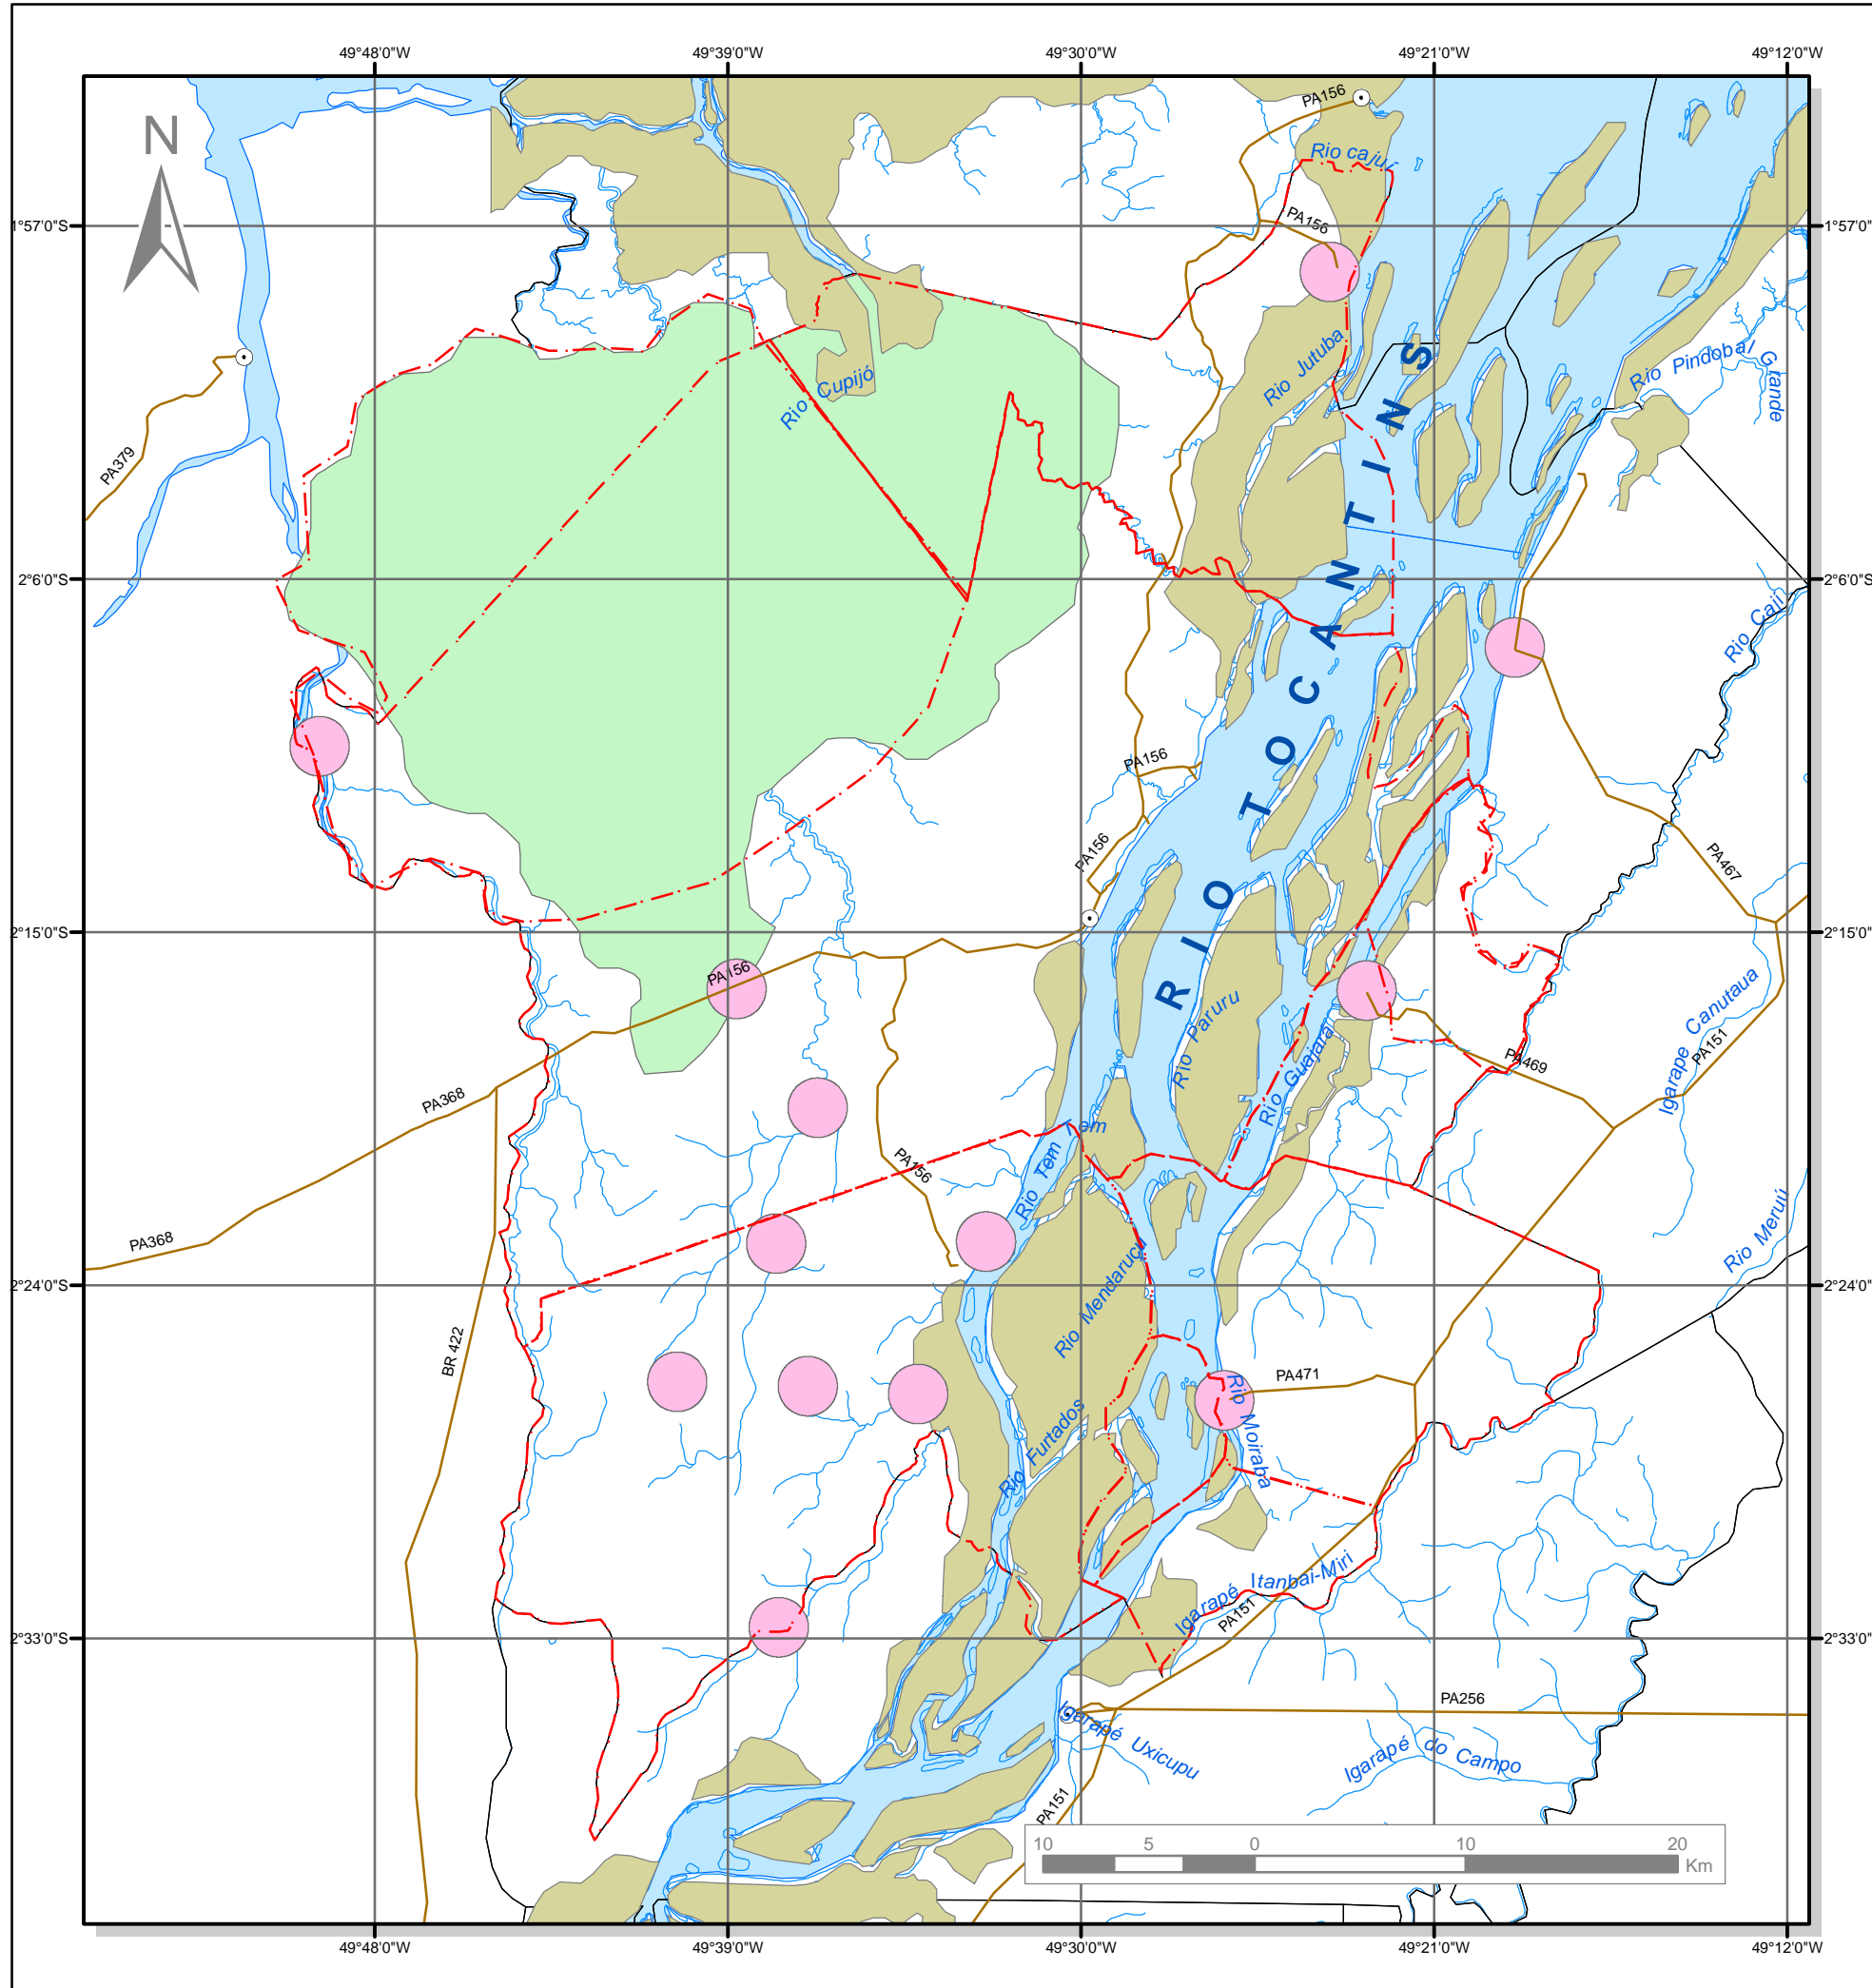 49°48'0"W
49°39'0"W
49°30'0"W
49°21'0"W
49°12'0"W
N
PA156
Rio cajú
1°57'0"S
PA156
1°57'0"
Rio Jutuba
Rio Pindobal Grande
Rio Cupijó
PA379
RIO TOCANTINS
2°6'0"S
2°6'0"S
Rio Caji
PA156
PA156
PA467
2°15'0"S
2°15'0"
PA156
Igarape Canutaua
Rio Paruru
Rio Guajará
PA151
PA469
PA368
Rio Tem Tem
PA156
PA368
Rio Meruú
Rio Mendaruçu
2°24'0"S
2°24'0"
BR 422
PA471
Rio Moiraba
Rio Furtados
Igarapé Itanbai-Miri
PA151
2°33'0"S
2°33'0"
PA256
Igarapé Uxicupu
Igarapé do Campo
PA151
10 5 0 10 20
Km
49°48'0"W
49°39'0"W
49°30'0"W
49°21'0"W
49°12'0"W